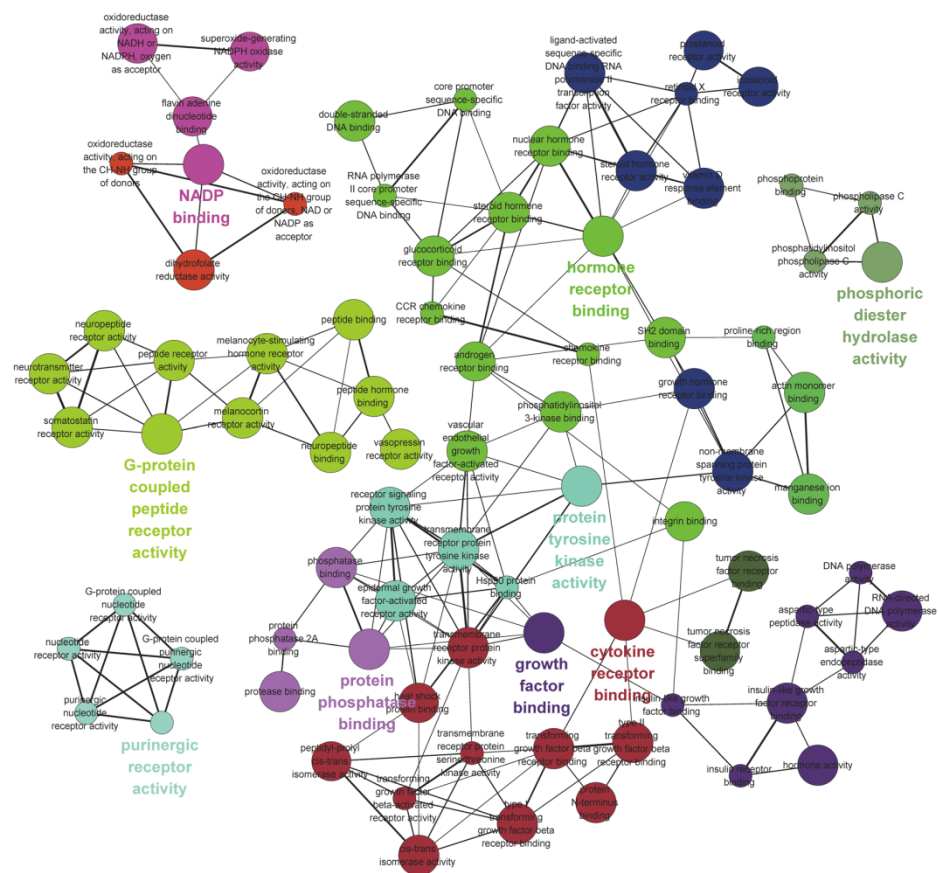 oxidoreductase
activity, acting on
NADH or
NADPH, oxygen
as acceptor
superoxide-generating
NADPH oxidase
activity
flavin adenine
dinucleotide
binding
oxidoreductase
activity, acting on
the CH-NH group
of donors
NADP
binding
oxidoreductase
activity, acting on
the CH-NH group
of donors, NAD or
NADP as
acceptor
dihydrofolate
reductase activity
core promoter
sequence-specific
DNA binding
double-stranded
DNA binding
RNA polymerase
II core promoter
sequence-specific
DNA binding
ligand-activated
sequence-specific
DNA binding RNA
polymerase II
transcription
factor activity
prostanoid
receptor activity
icosanoid
receptor activity
retinoid X
receptor binding
nuclear hormone
receptor binding
steroid hormone
receptor activity
vitamin D
response element
binding
steroid hormone
receptor binding
glucocorticoid
receptor binding
hormone
receptor
binding
phosphoprotein
binding
phospholipase C
activity
phosphatidylinositol
phospholipase C
activity
phosphoric
diester
hydrolase
activity
CCR chemokine
receptor binding
chemokine
receptor binding
SH2 domain
binding
proline-rich region
binding
androgen
receptor binding
growth hormone
receptor binding
actin monomer
binding
phosphatidylinositol
3-kinase binding
neuropeptide
receptor activity
peptide receptor
activity
neurotransmitter
receptor activity
somatostatin
receptor activity
melanocyte-stimulating
hormone receptor
activity
peptide binding
melanocortin
receptor activity
peptide hormone
binding
neuropeptide
binding
vasopressin
receptor activity
G-protein
coupled
peptide
receptor
activity
vascular
endothelial growth
factor-activated receptor
activity
non-membrane
spanning protein
tyrosine kinase
activity
manganese ion
binding
receptor signaling
protein tyrosine
kinase activity
protein
tyrosine
kinase activity
integrin binding
transmembrane
receptor protein
tyrosine kinase
activity
phosphatase
binding
epidermal growth
factor-activated
receptor activity
Hsp90 protein
binding
tumor necrosis
factor receptor
binding
tumor necrosis
factor receptor
superfamily
binding
DNA polymerase
activity
RNA-directed
DNA polymerase
activity
aspartic-type
peptidase activity
aspartic-type
endopeptidase
activity
G-protein coupled
nucleotide
receptor activity
nucleotide
receptor activity
G-protein coupled
purinergic
nucleotide
receptor activity
purinergic
nucleotide
receptor activity
purinergic
receptor
activity
protein
phosphatase 2A
binding
protease binding
protein
phosphatase
binding
transmembrane
receptor protein
kinase activity
growth
factor
binding
cytokine
receptor
binding
heat shock
protein binding
insulin-like growth
factor binding
insulin-like growth
factor receptor
binding
insulin receptor
binding
hormone activity
peptidyl-prolyl
cis-trans
isomerase activity
transmembrane
receptor protein
serine/threonine
kinase activity
transforming
growth factor beta
receptor binding
type II
transforming
growth factor beta
receptor binding
transforming
growth factor
beta-activated
receptor activity
type I
transforming
growth factor beta
receptor binding
protein
N-terminus
binding
cis-trans
isomerase activity